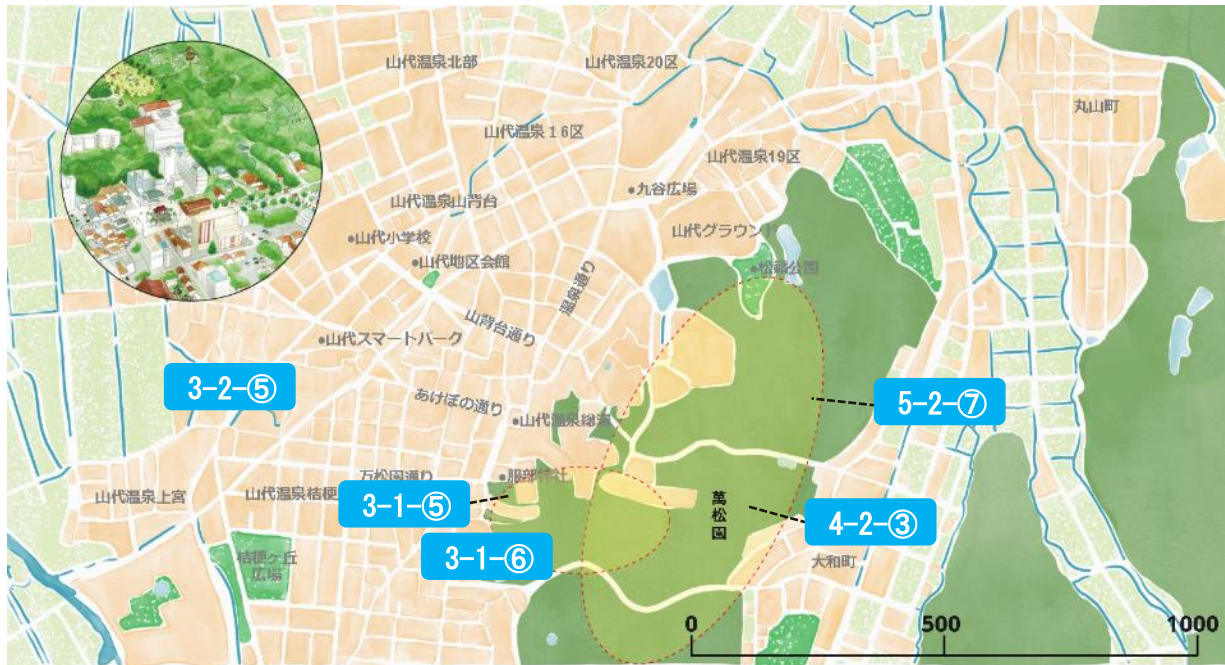 山代温泉北部
山代温泉20区
丸山町
山代温泉16区
山代温泉19区
●九谷広場
山代温泉山背台
山代グラウンド
●山代小学校
●山代地区会館
●松籟公園
温泉通り
山背台通り
●山代スマートパーク
3-2-⑤
あけぼの通り
5-2-⑦
●山代温泉総湯
万松園通り
●服部神社
山代温泉上宮
山代温泉桔梗
3-1-⑤
萬松園
4-2-③
3-1-⑥
大和町
桔梗ヶ丘
広場
0
500
1000